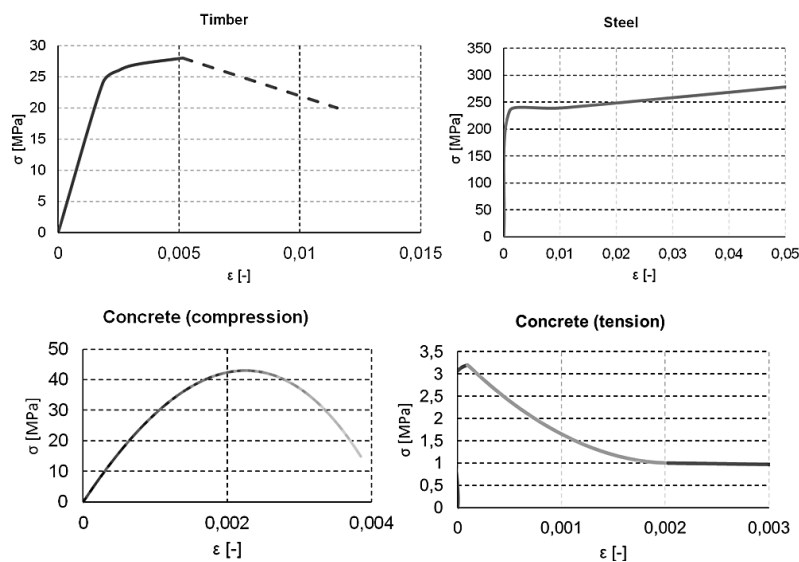 Timber
σ [MPa]
30
25
20
15
10
5
0
0 0,005 0,01 0,015
ε [-]
Steel
σ [MPa]
350
300
250
200
250
100
50
0
0 0,01 0,02 0,03 0,04 0,05
ε [-]
Concrete (compression)
σ [MPa]
50
40
30
20
10
0
0 0,002 0,004
ε [-]
Concrete (tension)
σ [MPa]
3,5
3
2,5
2
1,5
1
0,5
0
0 0,001 0,002 0,003
ε [-]